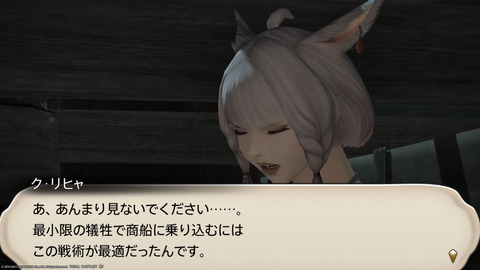 ク・リヒャ
あ、あんまり見ないでください……。
最小限の犠牲で商船に乗り込むには
この戦術が最適だったんです。